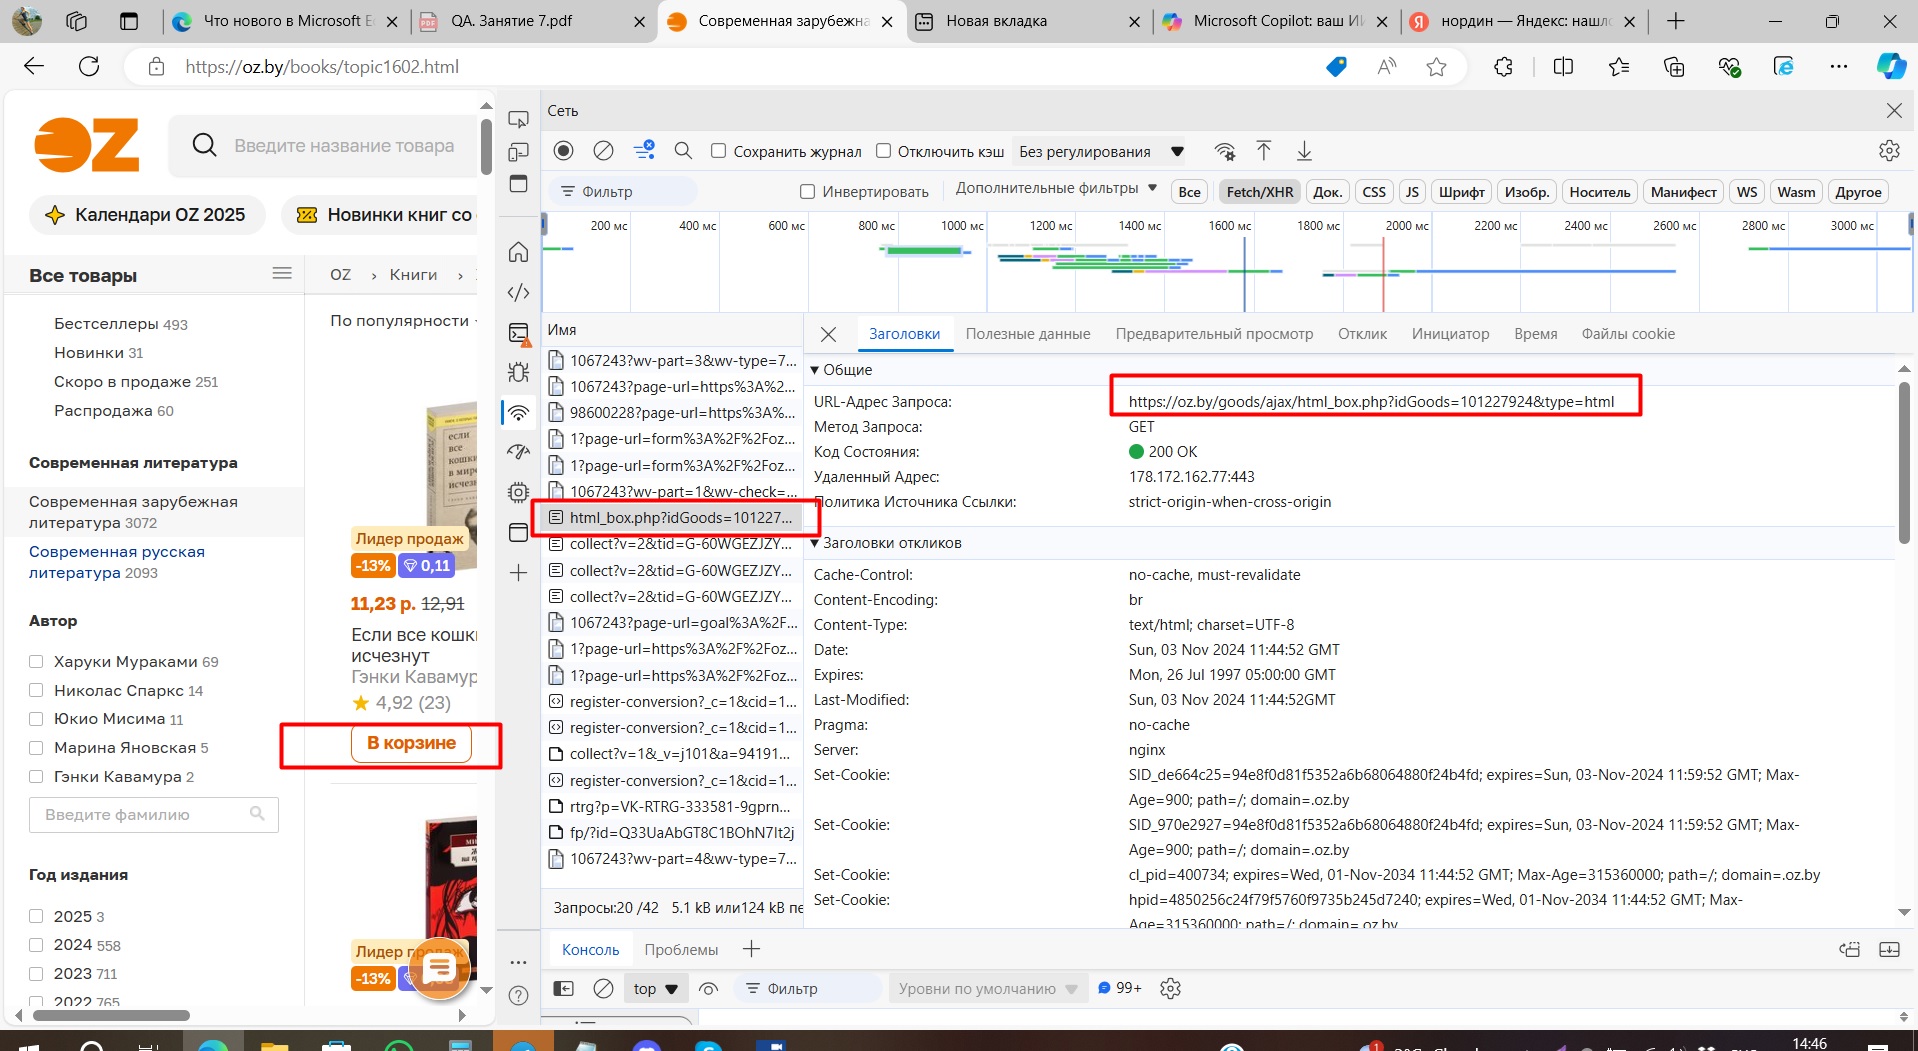 Что нового в Microsoft E
QA. Занятие 7.pdf
Современная зарубежна
Новая вкладка
Microsoft Copilot: ваш И
нордин — Яндекс: нашло
https://oz.by/books/topic1602.html
OZ
Введите название товара
Календари OZ 2025
Новинки книг со
Все товары
OZ > Книги >
Бестселлеры 493
Новинки 31
Скоро в продаже 251
Распродажа 60
По популярности
Современная литература
Современная зарубежная
литература 3072
Современная русская
литература 2093
Автор
Харуки Мураками 69
Николас Спаркс 14
Юкио Мисима 11
Марина Яновская 5
Гэнки Кавамура 2
Введите фамилию
Год издания
2025 3
2024 558
2023 711
2022 765
если
все
кошки
в мире
исчезнут
Лидер продаж
-13%
0,11
11,23 р. 12,91
Если все кошки
исчезнут
Гэнки Кавамур
4,92 (23)
В корзине
Лидер продаж
-13%
Сеть
Сохранить журнал
Отключить кэш
Без регулирования
Фильтр
Инвертировать
Дополнительные фильтры
Все
Fetch/XHR
Док.
CSS
JS
Шрифт
Изобр.
Носитель
Манифест
WS
Wasm
Другое
200 мс
400 мс
600 мс
800 мс
1000 мс
1200 мс
1400 мс
1600 мс
1800 мс
2000 мс
2200 мс
2400 мс
2600 мс
2800 мс
3000 мс
Имя
1067243?wv-part=3&wv-type=7...
1067243?page-url=https%3A%2...
98600228?page-url=https%3A%...
1?page-url=form%3A%2F%2Foz...
1?page-url=form%3A%2F%2Foz...
1067243?wv-part=1&wv-check=...
html_box.php?idGoods=101227...
collect?v=2&tid=G-60WGEZJZY...
collect?v=2&tid=G-60WGEZJZY...
collect?v=2&tid=G-60WGEZJZY...
1067243?page-url=goal%3A%2F...
1?page-url=https%3A%2F%2Foz...
1?page-url=https%3A%2F%2Foz...
register-conversion?_c=1&cid=1...
register-conversion?_c=1&cid=1...
collect?v=1&_v=j101&a=94191...
register-conversion?_c=1&cid=1...
rtrg?p=VK-RTRG-333581-9gprn...
fp/?id=Q33UaAbGT8C1BOhN7It2j
1067243?wv-part=4&wv-type=7...
Запросы:20 /42 5.1 kB или124 kB пе
Заголовки
Полезные данные
Предварительный просмотр
Отклик
Инициатор
Время
Файлы cookie
Общие
URL-Адрес Запроса: https://oz.by/goods/ajax/html_box.php?idGoods=101227924&type=html
Метод Запроса: GET
Код Состояния: 200 OK
Удаленный Адрес: 178.172.162.77:443
Политика Источника Ссылки: strict-origin-when-cross-origin
Заголовки откликов
Cache-Control: no-cache, must-revalidate
Content-Encoding: br
Content-Type: text/html; charset=UTF-8
Date: Sun, 03 Nov 2024 11:44:52 GMT
Expires: Mon, 26 Jul 1997 05:00:00 GMT
Last-Modified: Sun, 03 Nov 2024 11:44:52GMT
Pragma: no-cache
Server: nginx
Set-Cookie: SID_de664c25=94e8f0d81f5352a6b68064880f24b4fd; expires=Sun, 03-Nov-2024 11:59:52 GMT; Max-
Age=900; path=/; domain=.oz.by
Set-Cookie: SID_970e2927=94e8f0d81f5352a6b68064880f24b4fd; expires=Sun, 03-Nov-2024 11:59:52 GMT; Max-
Age=900; path=/; domain=.oz.by
Set-Cookie: cl_pid=400734; expires=Wed, 01-Nov-2034 11:44:52 GMT; Max-Age=315360000; path=/; domain=.oz.by
Set-Cookie: hpid=4850256c24f79f5760f9735b245d7240; expires=Wed, 01-Nov-2034 11:44:52 GMT; Max-
Age=315360000; path=/; domain=.oz.by
Консоль
Проблемы
top
Фильтр
Уровни по умолчанию
99+
14:46